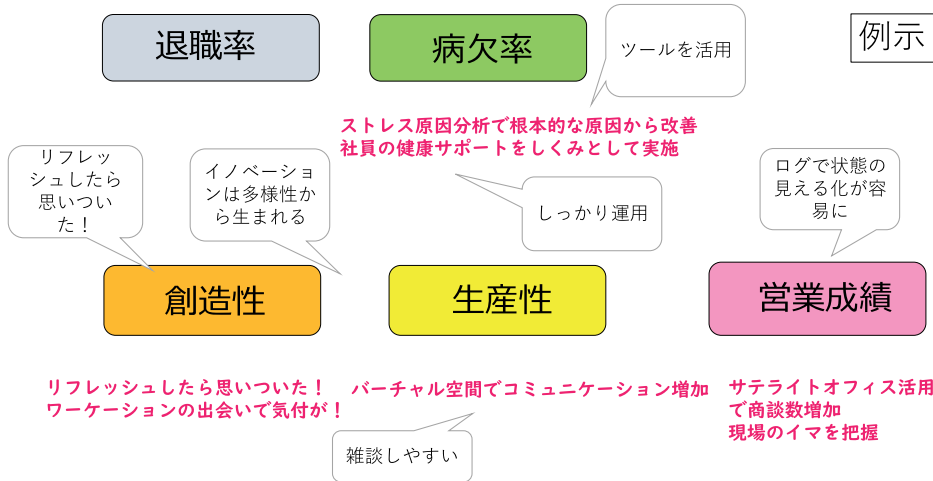 退職率
病欠率
ツールを活用
例示
ストレス原因分析で根本的な原因から改善
社員の健康サポートをしくみとして実施
リフレッ
シュしたら
思いついた！
イノベーショ
ンは多様性か
ら生まれる
しっかり運用
ログで状態の
見える化が容
易に
創造性
生産性
営業成績
リフレッシュしたら思いついた！
ワーケーションの出会いで気付が！
バーチャル空間でコミュニケーション増加
サテライトオフィス活用
で商談数増加
現場のイマを把握
雑談しやすい